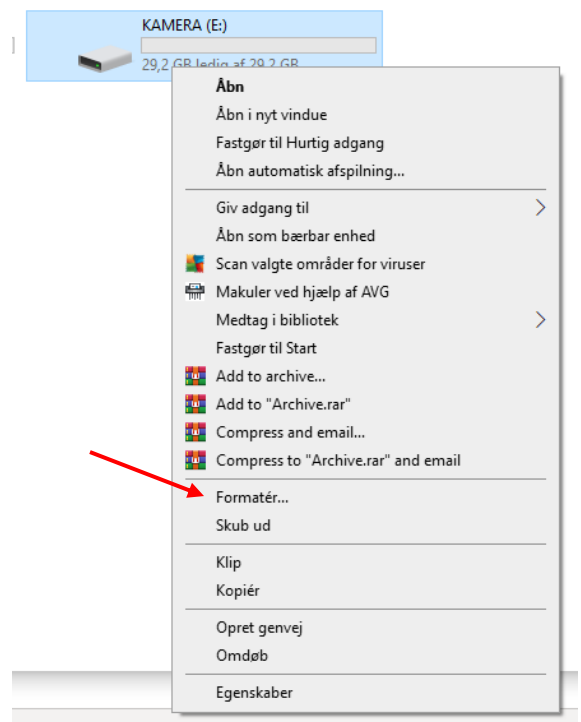 KAMERA (E:)
29,2 GB ledig af 29,2 GB
Åbn
Åbn i nyt vindue
Fastgør til Hurtig adgang
Åbn automatisk afspilning...
Giv adgang til
Åbn som bærbar enhed
Scan valgte områder for viruser
Makuler ved hjælp af AVG
Medtag i bibliotek
Fastgør til Start
Add to archive...
Add to "Archive.rar"
Compress and email...
Compress to "Archive.rar" and email
Formatér...
Skub ud
Klip
Kopiér
Opret genvej
Omdøb
Egenskaber